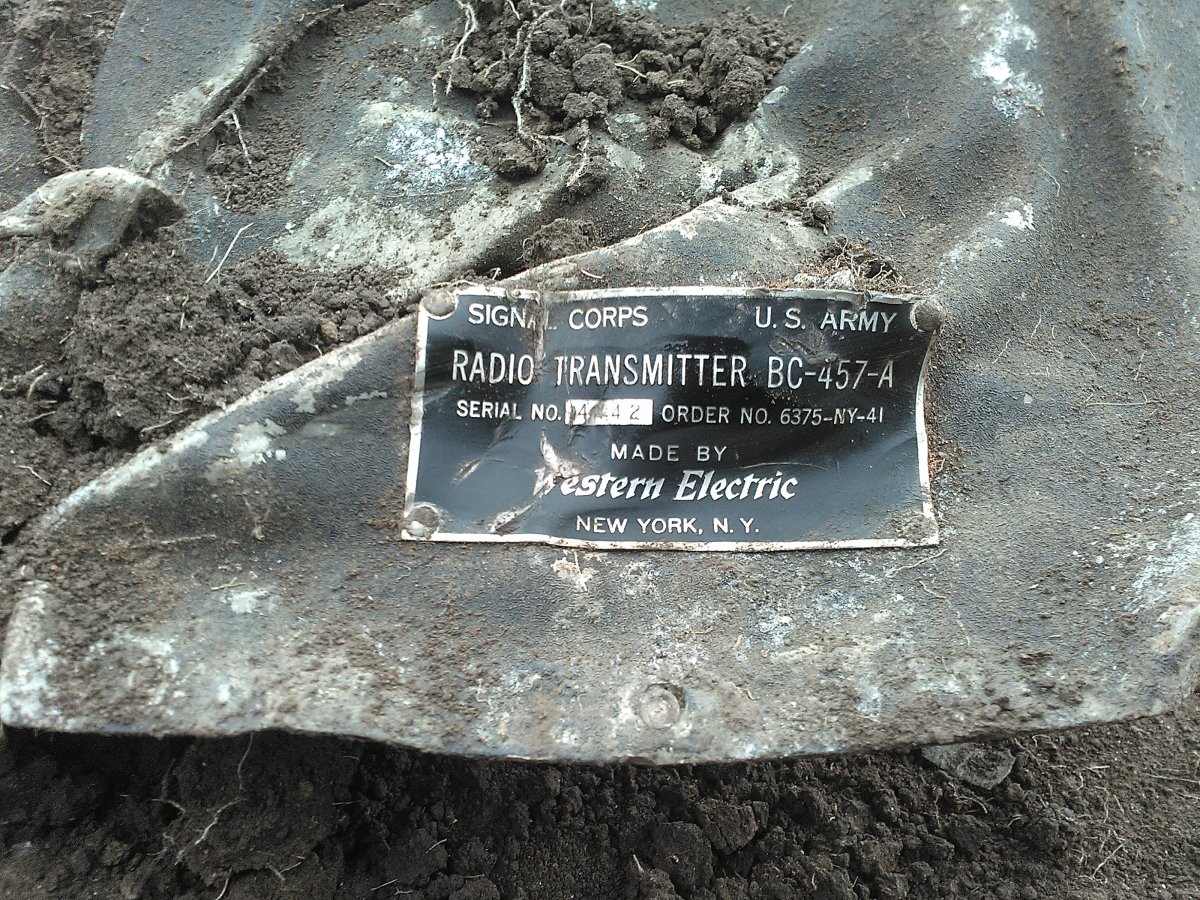 SIGNAL CORPS U. S. ARMY
RADIO TRANSMITTER BC-457-A
SERIAL NO. ORDER NO. 6375-NY-41
MADE BY
Western Electric
NEW YORK, N. Y.